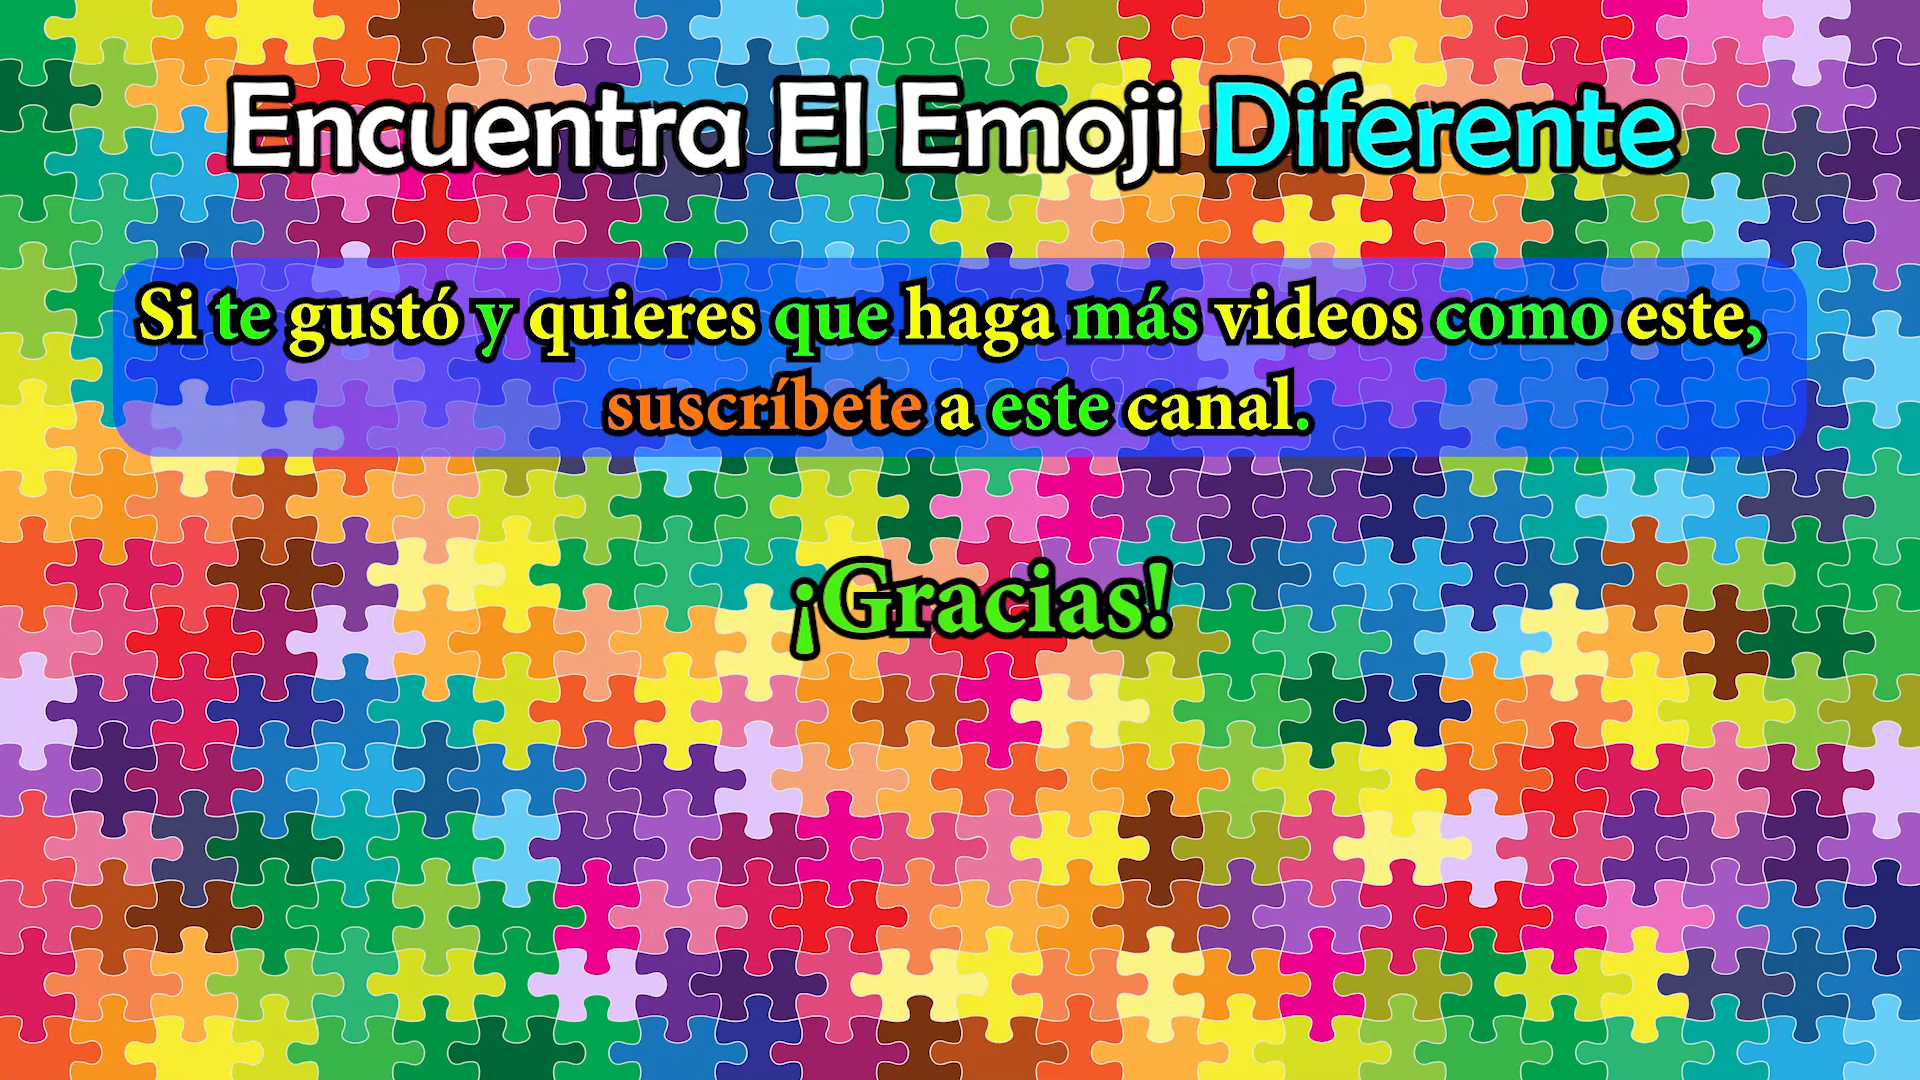 Encuentra El Emoji Diferente
Si te gustó y quieres que haga más videos como este,
suscríbete a este canal.
¡Gracias!